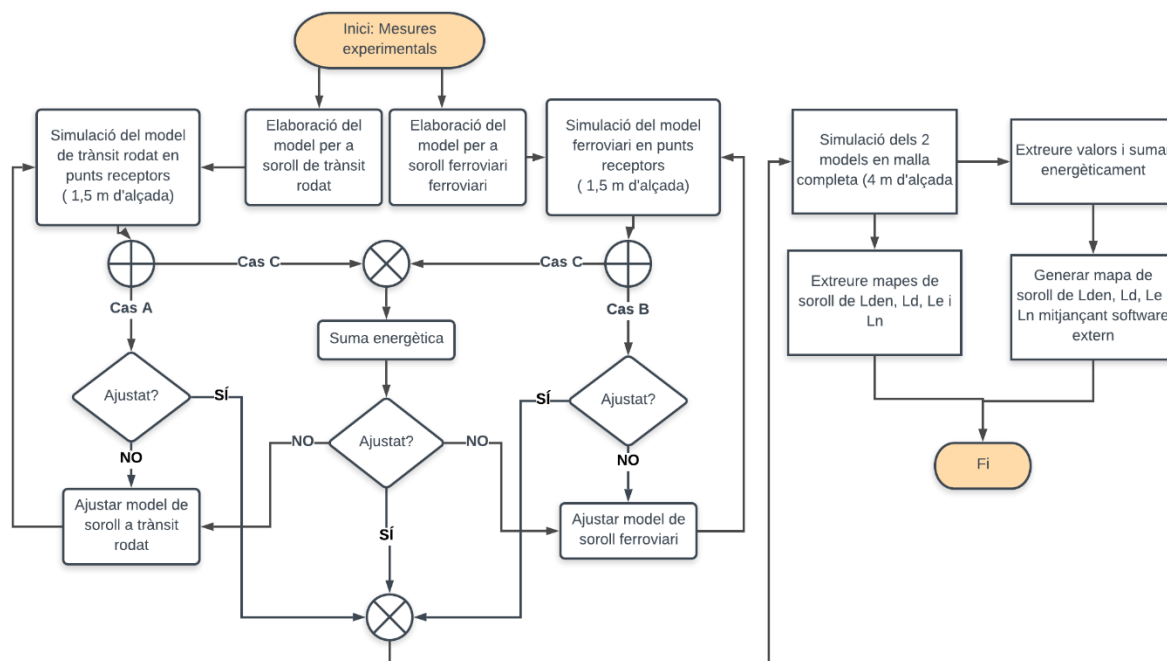 Inici: Mesures
experimentals
Simulació del model
de trànsit rodat en
punts receptors
( 1,5 m d'alçada)
Elaboració del
model per a
soroll de trànsit
rodat
Elaboració del
model per a
soroll ferroviari
ferroviari
Simulació del model
ferroviari en punts
receptors
( 1,5 m d'alçada)
Simulació dels 2
models en malla
completa (4 m d'alçada
Extreure valors i sumar
energèticament
Cas C
Cas C
Cas A
Cas B
Suma energètica
Extreure mapes de
soroll de Lden, Ld, Le i
Ln
Generar mapa de
soroll de Lden, Ld, Le i
Ln mitjançant software
extern
Ajustat?
SÍ
NO
Ajustat?
NO
NO
SÍ
Ajustat?
SÍ
NO
Ajustar model de
soroll a trànsit
rodat
Ajustar model de
soroll ferroviari
Fi